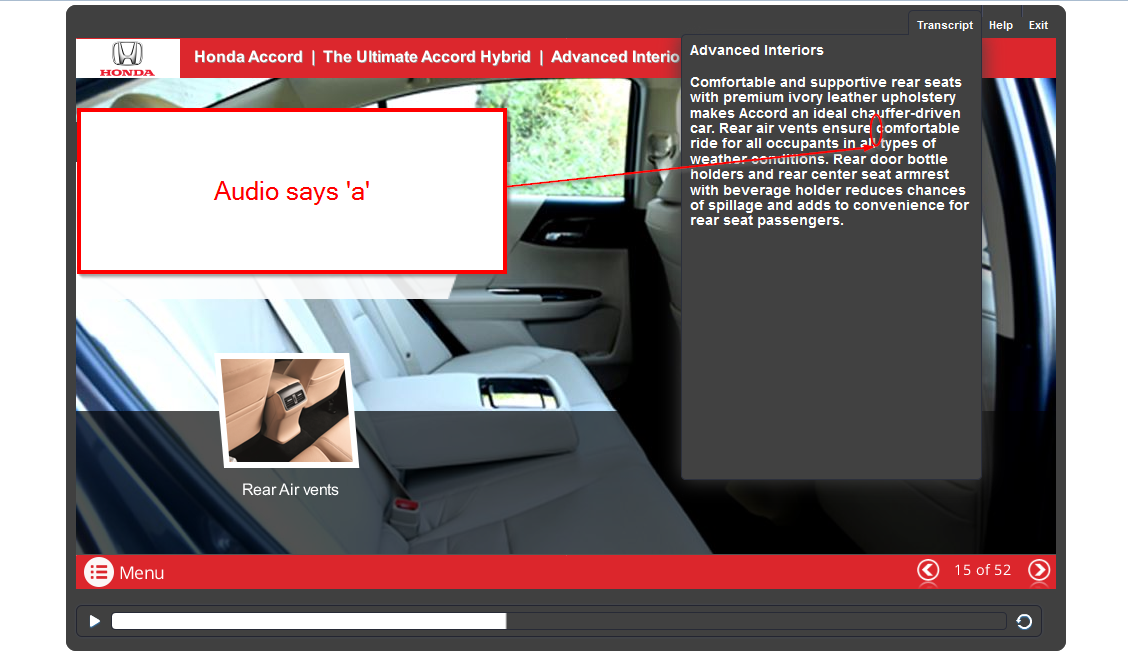 Transcript Help Exit
HONDA
Honda Accord | The Ultimate Accord Hybrid | Advanced Interio
Advanced Interiors
Comfortable and supportive rear seats
with premium ivory leather upholstery
makes Accord an ideal chauffer-driven
car. Rear air vents ensure comfortable
ride for all occupants in all types of
weather conditions. Rear door bottle
holders and rear center seat armrest
with beverage holder reduces chances
of spillage and adds to convenience for
rear seat passengers.
Audio says 'a'
Rear Air vents
Menu
15 of 52